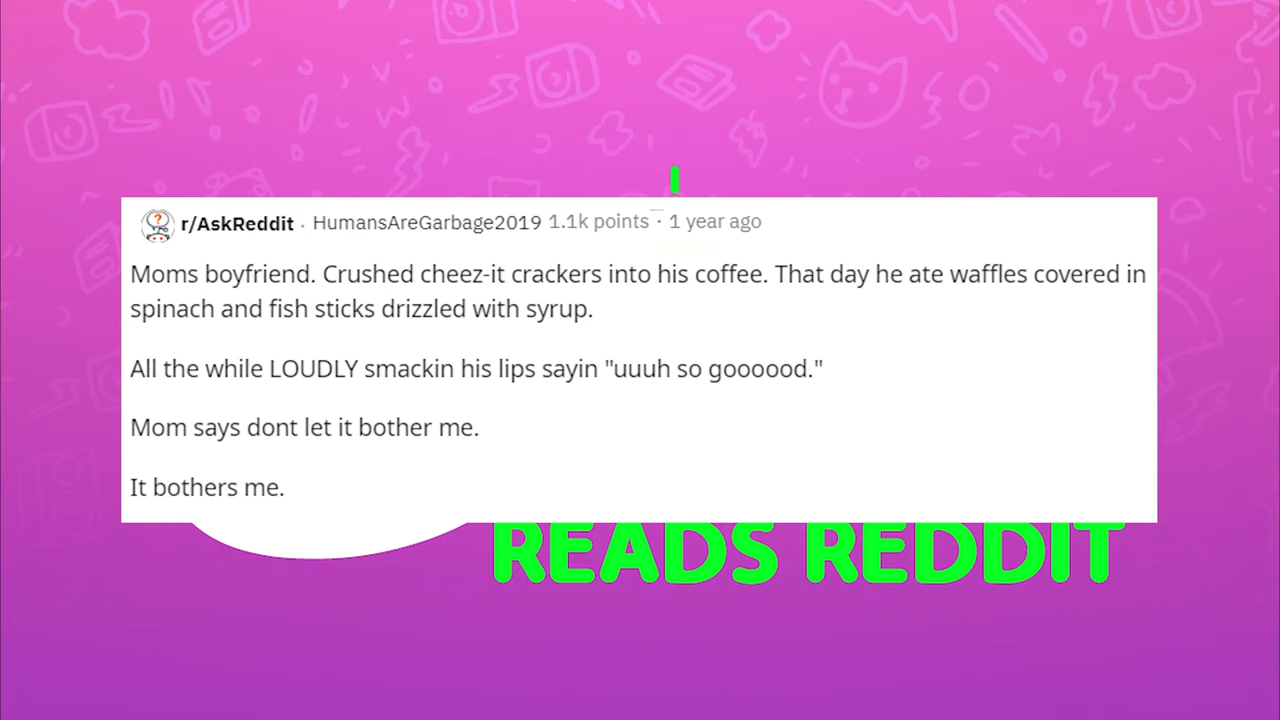 r/AskReddit · HumansAreGarbage2019 1.1k points · 1 year ago
Moms boyfriend. Crushed cheez-it crackers into his coffee. That day he ate waffles covered in
spinach and fish sticks drizzled with syrup.
All the while LOUDLY smackin his lips sayin "uuuh so goooood."
Mom says dont let it bother me.
It bothers me.
READS REDDIT